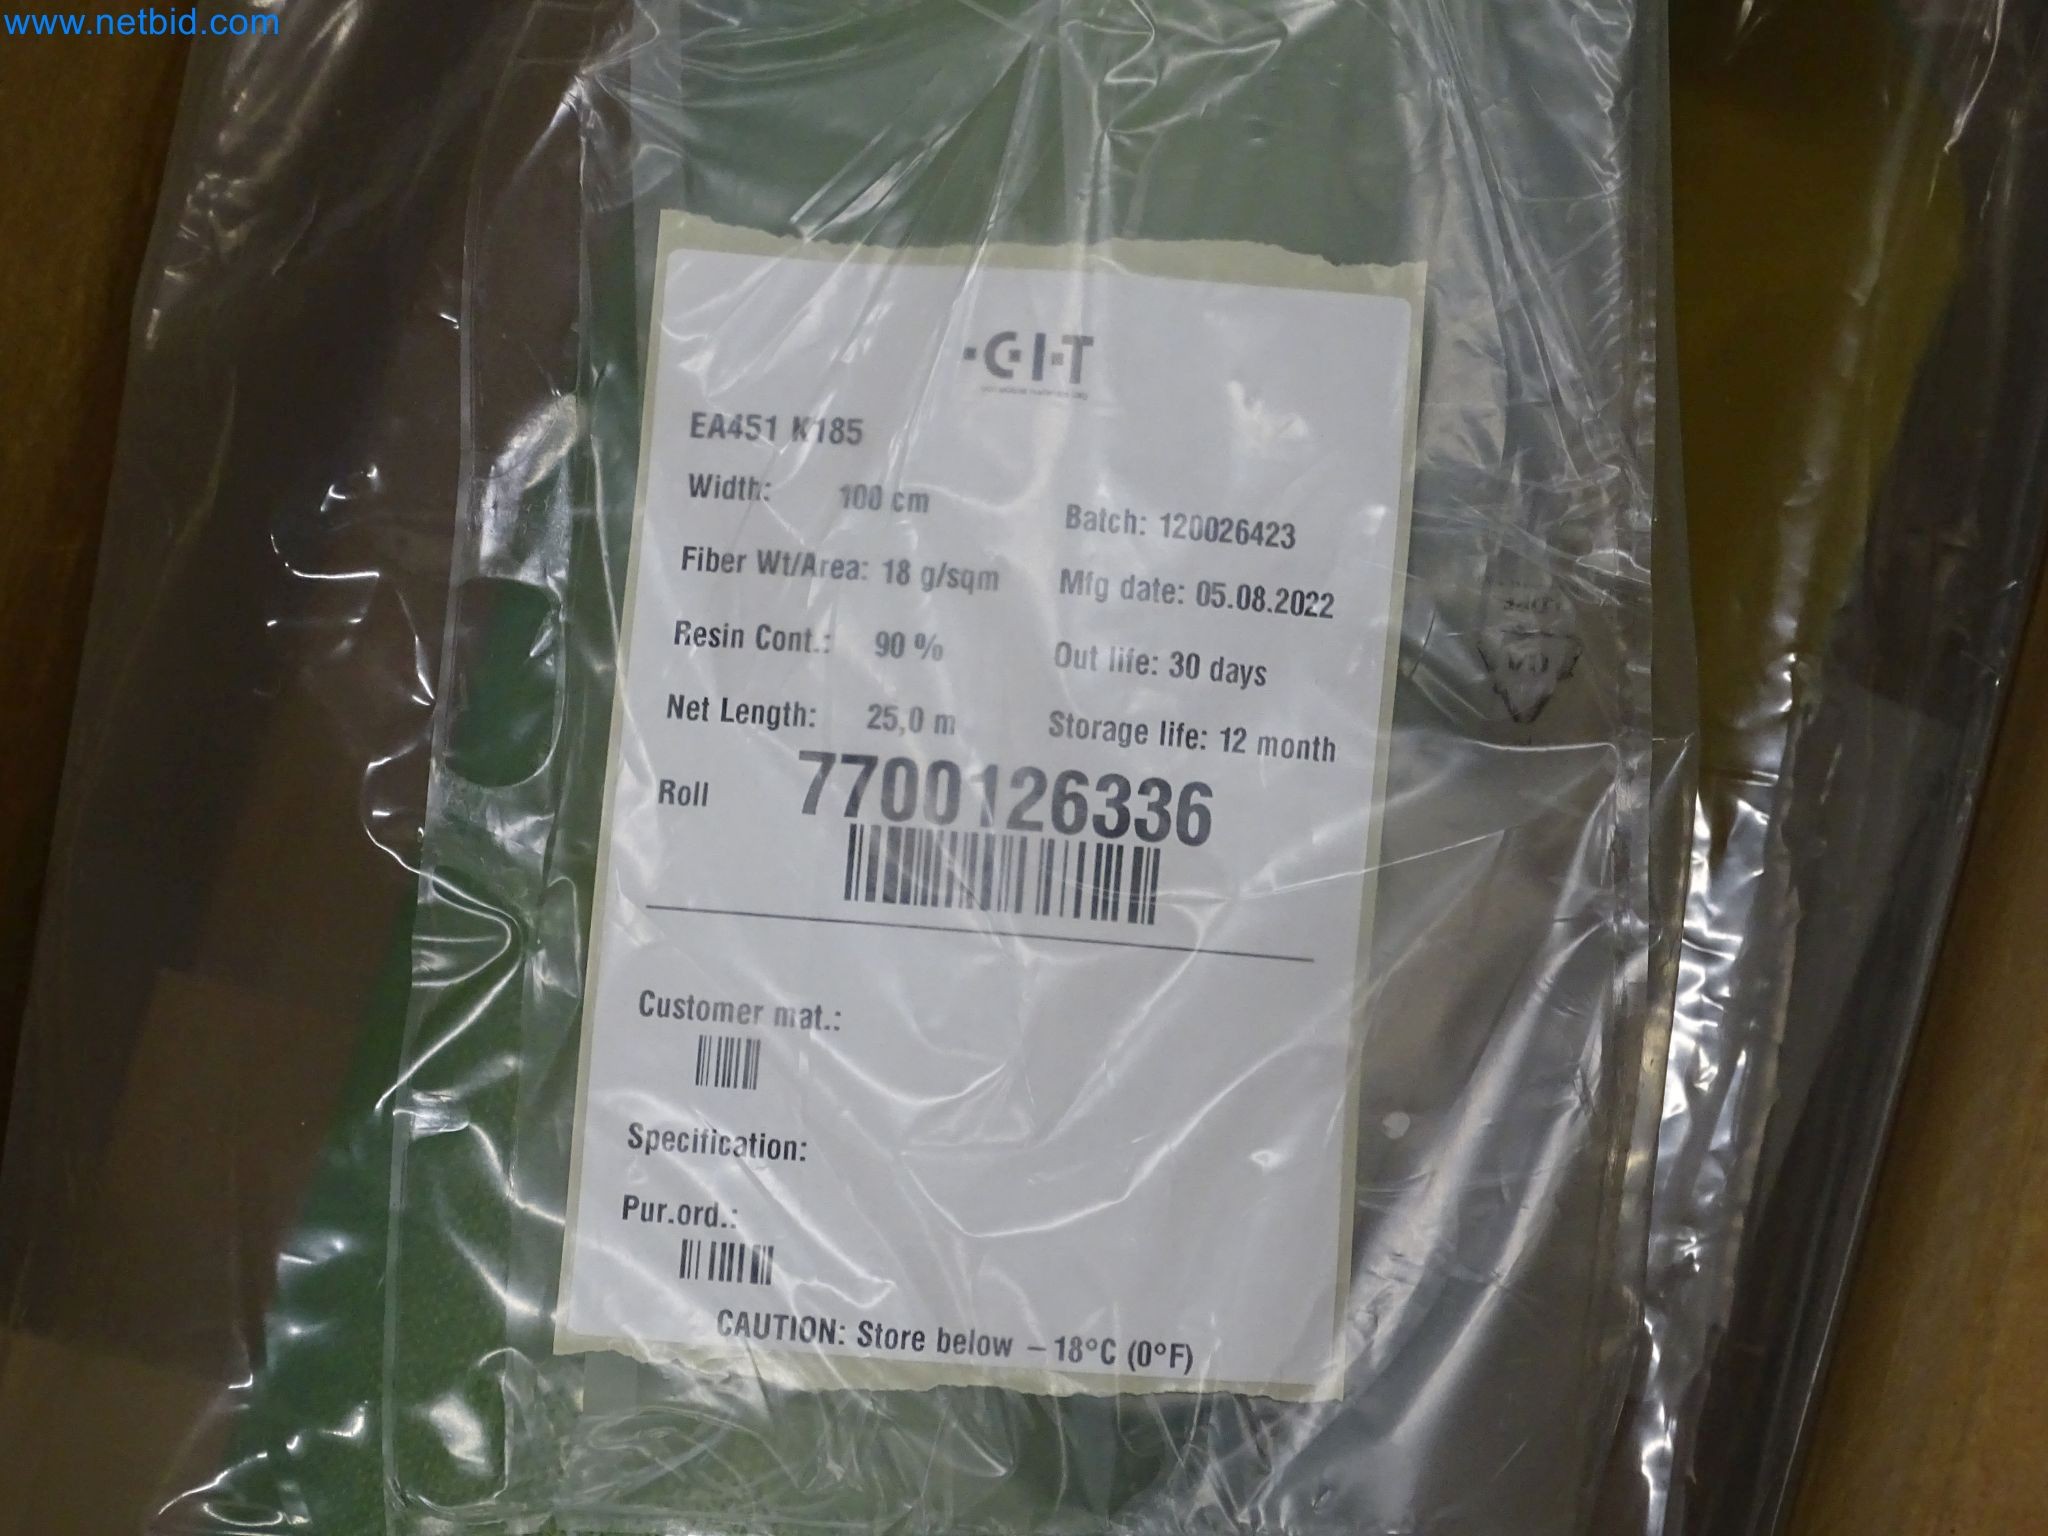 www.netbid.com
C·I·T
EA451 K185
Width: 100 cm
Batch: 120026423
Fiber Wt/Area: 18 g/sqm
Mfg date: 05.08.2022
Resin Cont.: 90 %
Out life: 30 days
Net Length: 25,0 m
Storage life: 12 month
Roll 7700126336
Customer mat.:
Specification:
Pur.ord.:
CAUTION: Store below – 18°C (0°F)